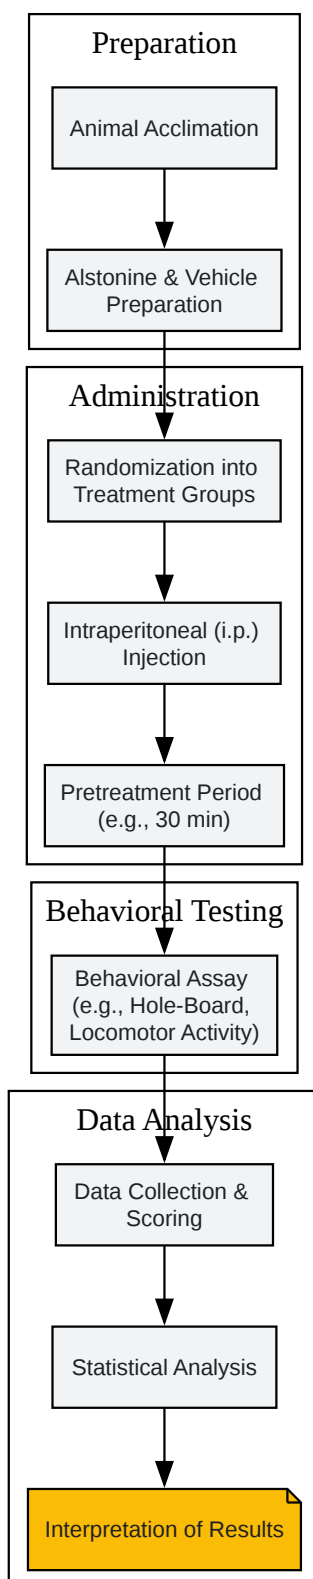 Preparation
Animal Acclimation
Alstonine & Vehicle
Preparation
Administration
Randomization into
Treatment Groups
Intraperitoneal (i.p.)
Injection
Pretreatment Period
(e.g., 30 min)
Behavioral Testing
Behavioral Assay
(e.g., Hole-Board,
Locomotor Activity)
Data Analysis
Data Collection &
Scoring
Statistical Analysis
Interpretation of Results